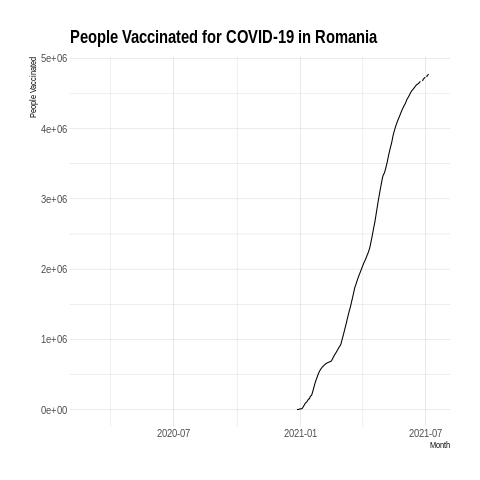 People Vaccinated for COVID-19 in Romania
People Vaccinated
5e+06
4e+06
3e+06
2e+06
1e+06
0e+00
2020-07
2021-01
2021-07
Month